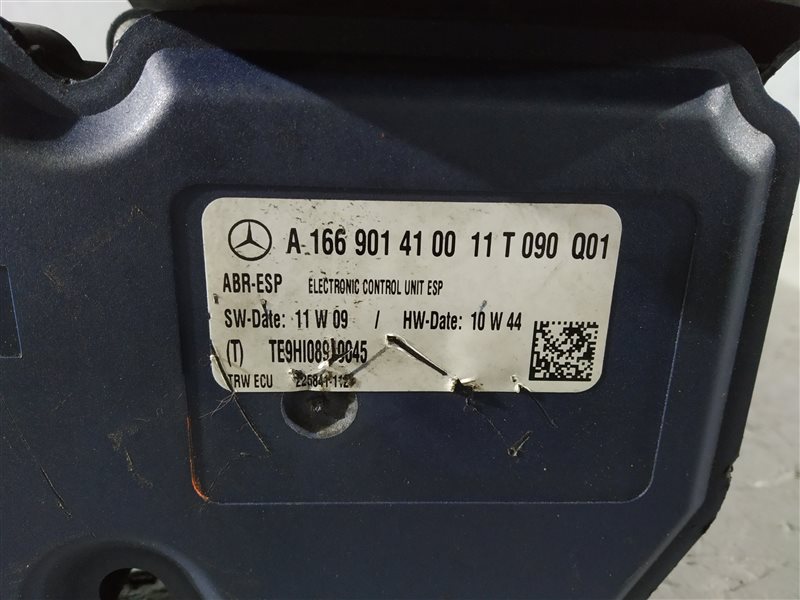 A 166 901 41 00 11 T 090 Q01
ABR-ESP ELECTRONIC CONTROL UNIT ESP
SW-Date: 11 W 09 / HW-Date: 10 W 44
(T)
TRW ECU